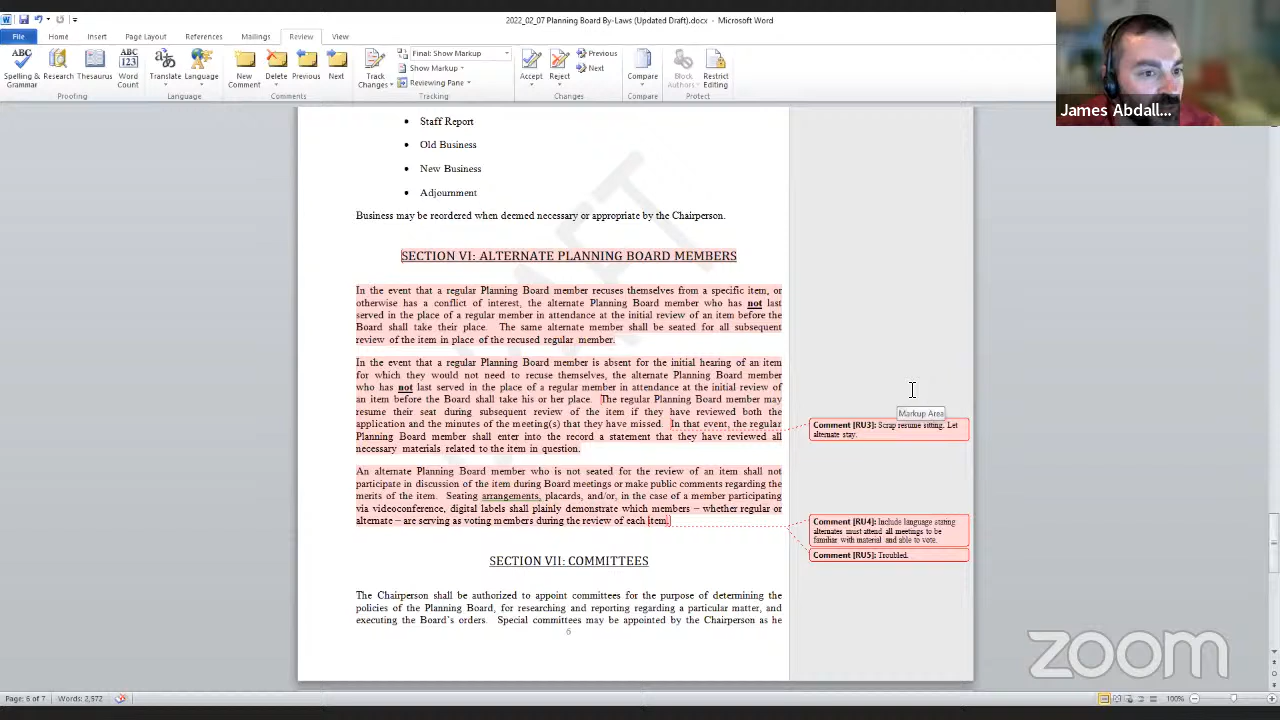 2022_02_07 Planning Board By-Laws (Updated Draft).docx - Microsoft Word
File Home Insert Page Layout References Mailings Review View
Spelling & Grammar
Research
Thesaurus
Word Count
Translate
Language
New Comment
Delete
Previous
Next
Track Changes
Final: Show Markup
Show Markup
Reviewing Pane
Accept
Reject
Previous
Next
Compare
Block Authors
Restrict Editing
Proofing Language Comments Tracking Changes Compare Protect
James Abdall...
• Staff Report
• Old Business
• New Business
• Adjournment
Business may be reordered when deemed necessary or appropriate by the Chairperson.
SECTION VI: ALTERNATE PLANNING BOARD MEMBERS
In the event that a regular Planning Board member recuses themselves from a specific item, or
otherwise has a conflict of interest, the alternate Planning Board member who has not last
served in the place of a regular member in attendance at the initial review of an item before the
Board shall take their place. The same alternate member shall be seated for all subsequent
review of the item in place of the recused regular member.
In the event that a regular Planning Board member is absent for the initial hearing of an item
for which they would not need to recuse themselves, the alternate Planning Board member
who has not last served in the place of a regular member in attendance at the initial review of
an item before the Board shall take his or her place. The regular Planning Board member may
resume their seat during subsequent review of the item if they have reviewed both the
application and the minutes of the meeting(s) that they have missed. In that event, the regular
Planning Board member shall enter into the record a statement that they have reviewed all
necessary materials related to the item in question.
An alternate Planning Board member who is not seated for the review of an item shall not
participate in discussion of the item during Board meetings or make public comments regarding the
merits of the item. Seating arrangements, placards, and/or, in the case of a member participating
via videoconference, digital labels shall plainly demonstrate which members – whether regular or
alternate – are serving as voting members during the review of each item.
Markup Area
Comment [RU3]: Scrap resume sitting. Let
alternate stay.
Comment [RU4]: Include language stating
alternates must attend all meetings to be
familiar with material and able to vote.
Comment [RU5]: Troubled.
SECTION VII: COMMITTEES
The Chairperson shall be authorized to appoint committees for the purpose of determining the
policies of the Planning Board, for researching and reporting regarding a particular matter, and
executing the Board's orders. Special committees may be appointed by the Chairperson as he
6
zoom
Page: 6 of 7 Words: 2,572
100%